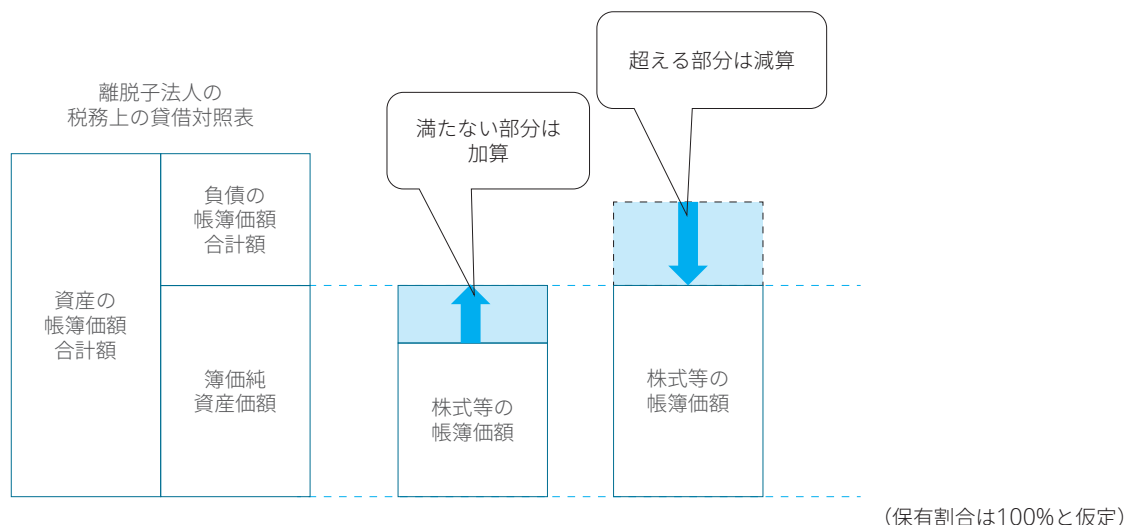 離脱子法人の
税務上の貸借対照表
資産の
帳簿価額
合計額
負債の
帳簿価額
合計額
簿価純
資産価額
満たない部分は
加算
株式等の
帳簿価額
超える部分は減算
株式等の
帳簿価額
(保有割合は100%と仮定)